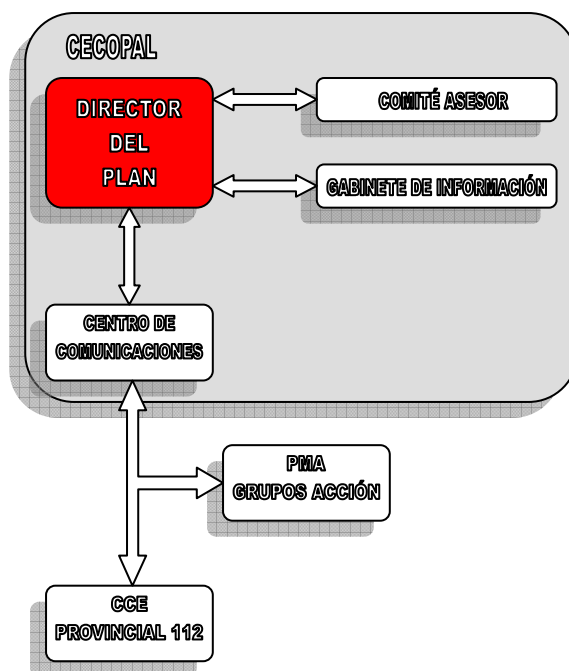 CECOPAL
DIRECTOR
DEL
PLAN
COMITÉ ASESOR
GABINETE DE INFORMACIÓN
CENTRO DE
COMUNICACIONES
PMA
GRUPOS ACCIÓN
CCE
PROVINCIAL 112